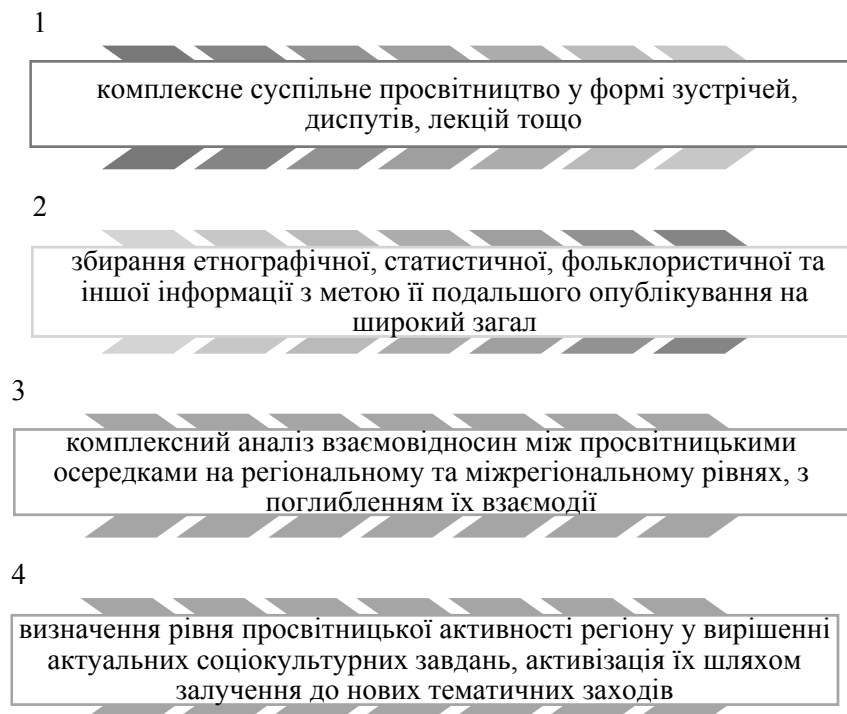 1
комплексне суспільне просвітництво у формі зустрічей,
диспутів, лекцій тощо
2
збирання етнографічної, статистичної, фольклористичної та
іншої інформації з метою її подальшого опублікування на
широкий загал
3
комплексний аналіз взаємовідносин між просвітницькими
осередками на регіональному та міжрегіональному рівнях, з
поглибленням їх взаємодії
4
визначення рівня просвітницької активності регіону у вирішенні
актуальних соціокультурних завдань, активізація їх шляхом
залучення до нових тематичних заходів